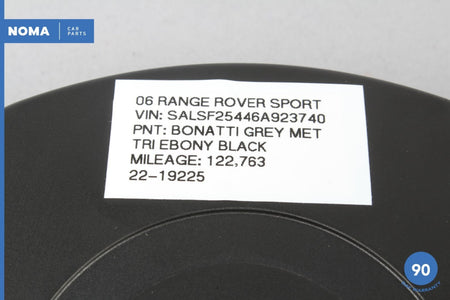 NOMA CAR PARTS
06 RANGE ROVER SPORT
VIN: SALSF25446A923740
PNT: BONATTI GREY MET
TRI EBONY BLACK
MILEAGE: 122,763
22-19225
90
WARRANTY